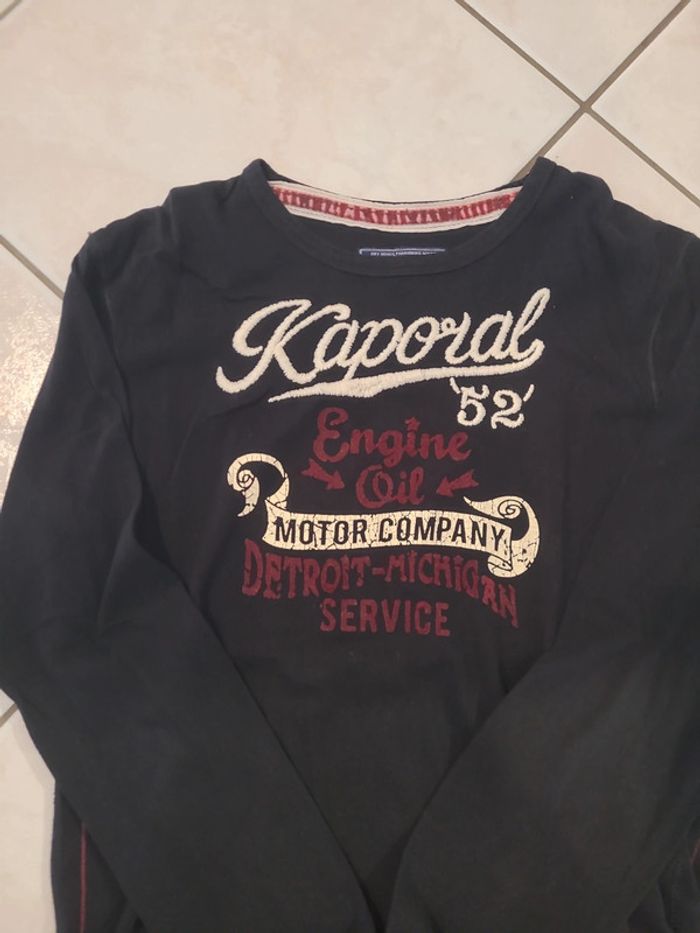 Kaporal
'52'
Engine
Oil
MOTOR COMPANY
DETROIT-MICHIGAN
SERVICE